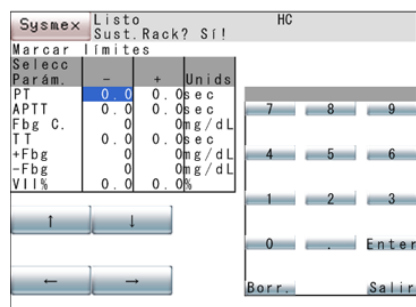 Sysmex Listo HC
Sust.Rack? Sí!
Marcar límites
Selecc
Parám. - + Unids
PT 0.0 0.0 sec
APTT 0.0 0.0 sec
Fbg C. 0 0 mg/dL
TT 0.0 0.0 sec
+Fbg 0 0 mg/dL
-Fbg 0 0 mg/dL
VII% 0.0 0.0 %
7 8 9
4 5 6
1 2 3
0 . Enter
Borr. Salir
↑ ↓
← →